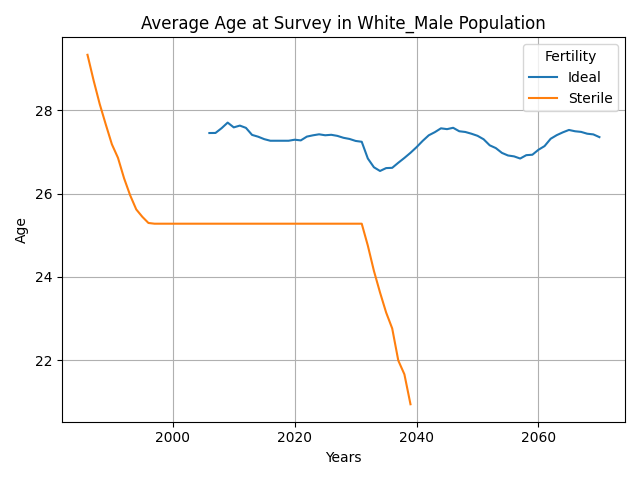 Average Age at Survey in White_Male Population
Fertility
Ideal
Sterile
28
26
24
22
Age
2000
2020
2040
2060
Years